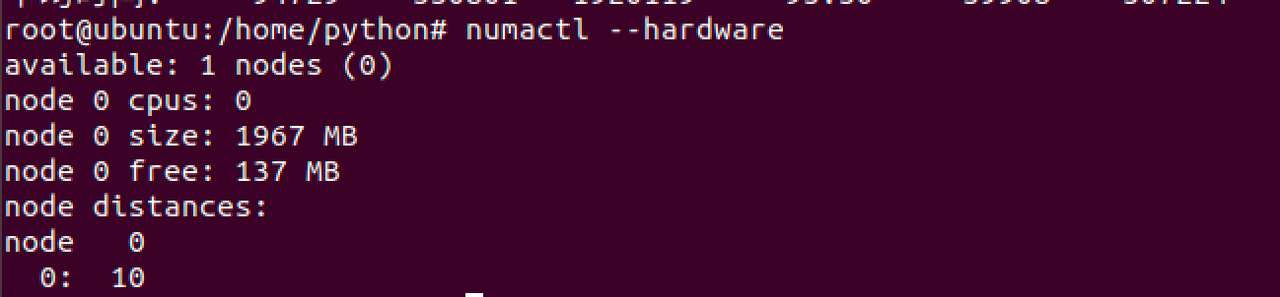 root@ubuntu:/home/python# numactl --hardware
available: 1 nodes (0)
node 0 cpus: 0
node 0 size: 1967 MB
node 0 free: 137 MB
node distances:
node   0
  0:  10